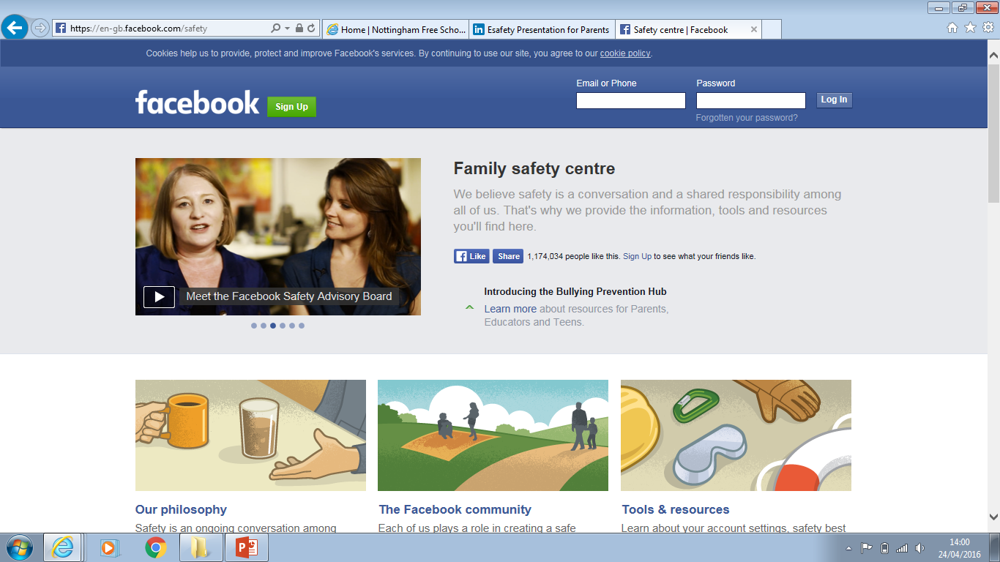 https://en-gb.facebook.com/safety
Home | Nottingham Free Scho...
Esafety Presentation for Parents
Safety centre | Facebook
Cookies help us to provide, protect and improve Facebook's services. By continuing to use our site, you agree to our cookie policy.
Email or Phone
Password
facebook
Sign Up
Log In
Forgotten your password?
Meet the Facebook Safety Advisory Board
Family safety centre
We believe safety is a conversation and a shared responsibility among
all of us. That's why we provide the information, tools and resources
you'll find here.
Like
Share
1,174,034 people like this. Sign Up to see what your friends like.
Introducing the Bullying Prevention Hub
Learn more about resources for Parents,
Educators and Teens.
Our philosophy
Safety is an ongoing conversation among
The Facebook community
Each of us plays a role in creating a safe
Tools & resources
Learn about your account settings, safety best
14:00
24/04/2016